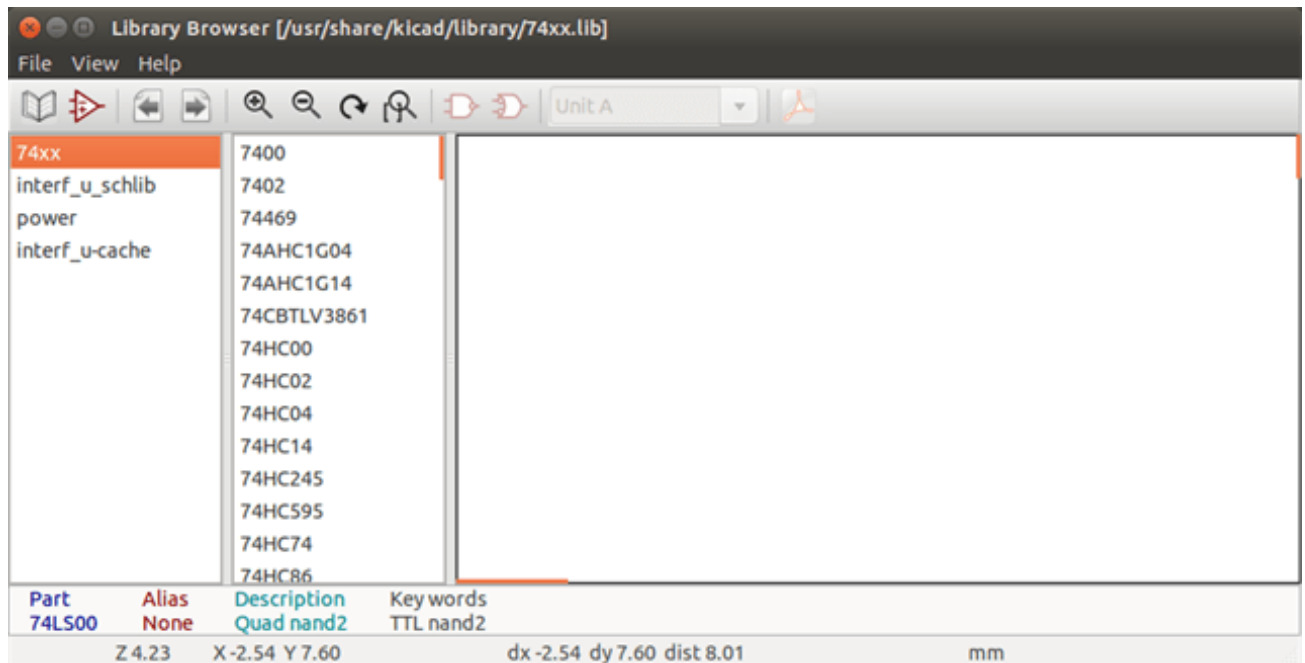 Library Browser [/usr/share/kicad/library/74xx.lib]
File View Help
Unit A
74xx
interf_u_schlib
power
interf_u-cache
7400
7402
74469
74AHC1G04
74AHC1G14
74CBTLV3861
74HC00
74HC02
74HC04
74HC14
74HC245
74HC595
74HC74
74HC86
Part Alias Description Key words
74LS00 None Quad nand2 TTL nand2
Z 4.23 X -2.54 Y 7.60 dx -2.54 dy 7.60 dist 8.01 mm